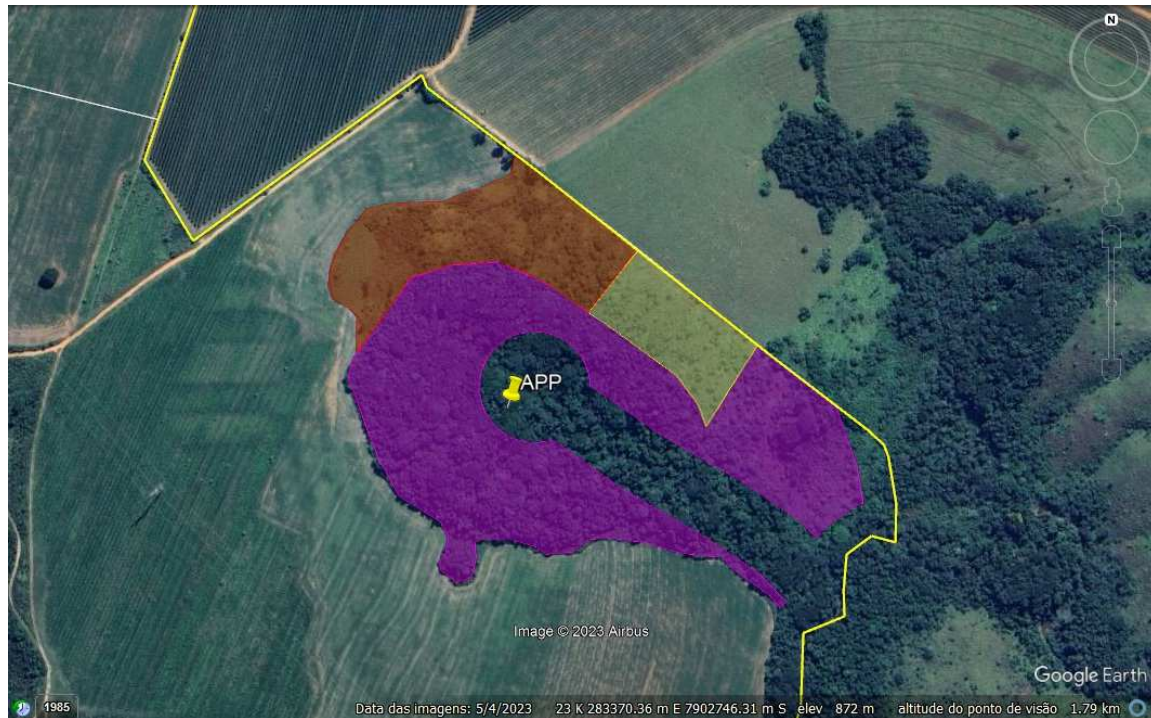 N
APP
Image © 2023 Airbus
Google Earth
1985
Data das imagens: 5/4/2023 23 K 283370.36 m E 7902746.31 m S elev 872 m altitude do ponto de visão 1.79 km